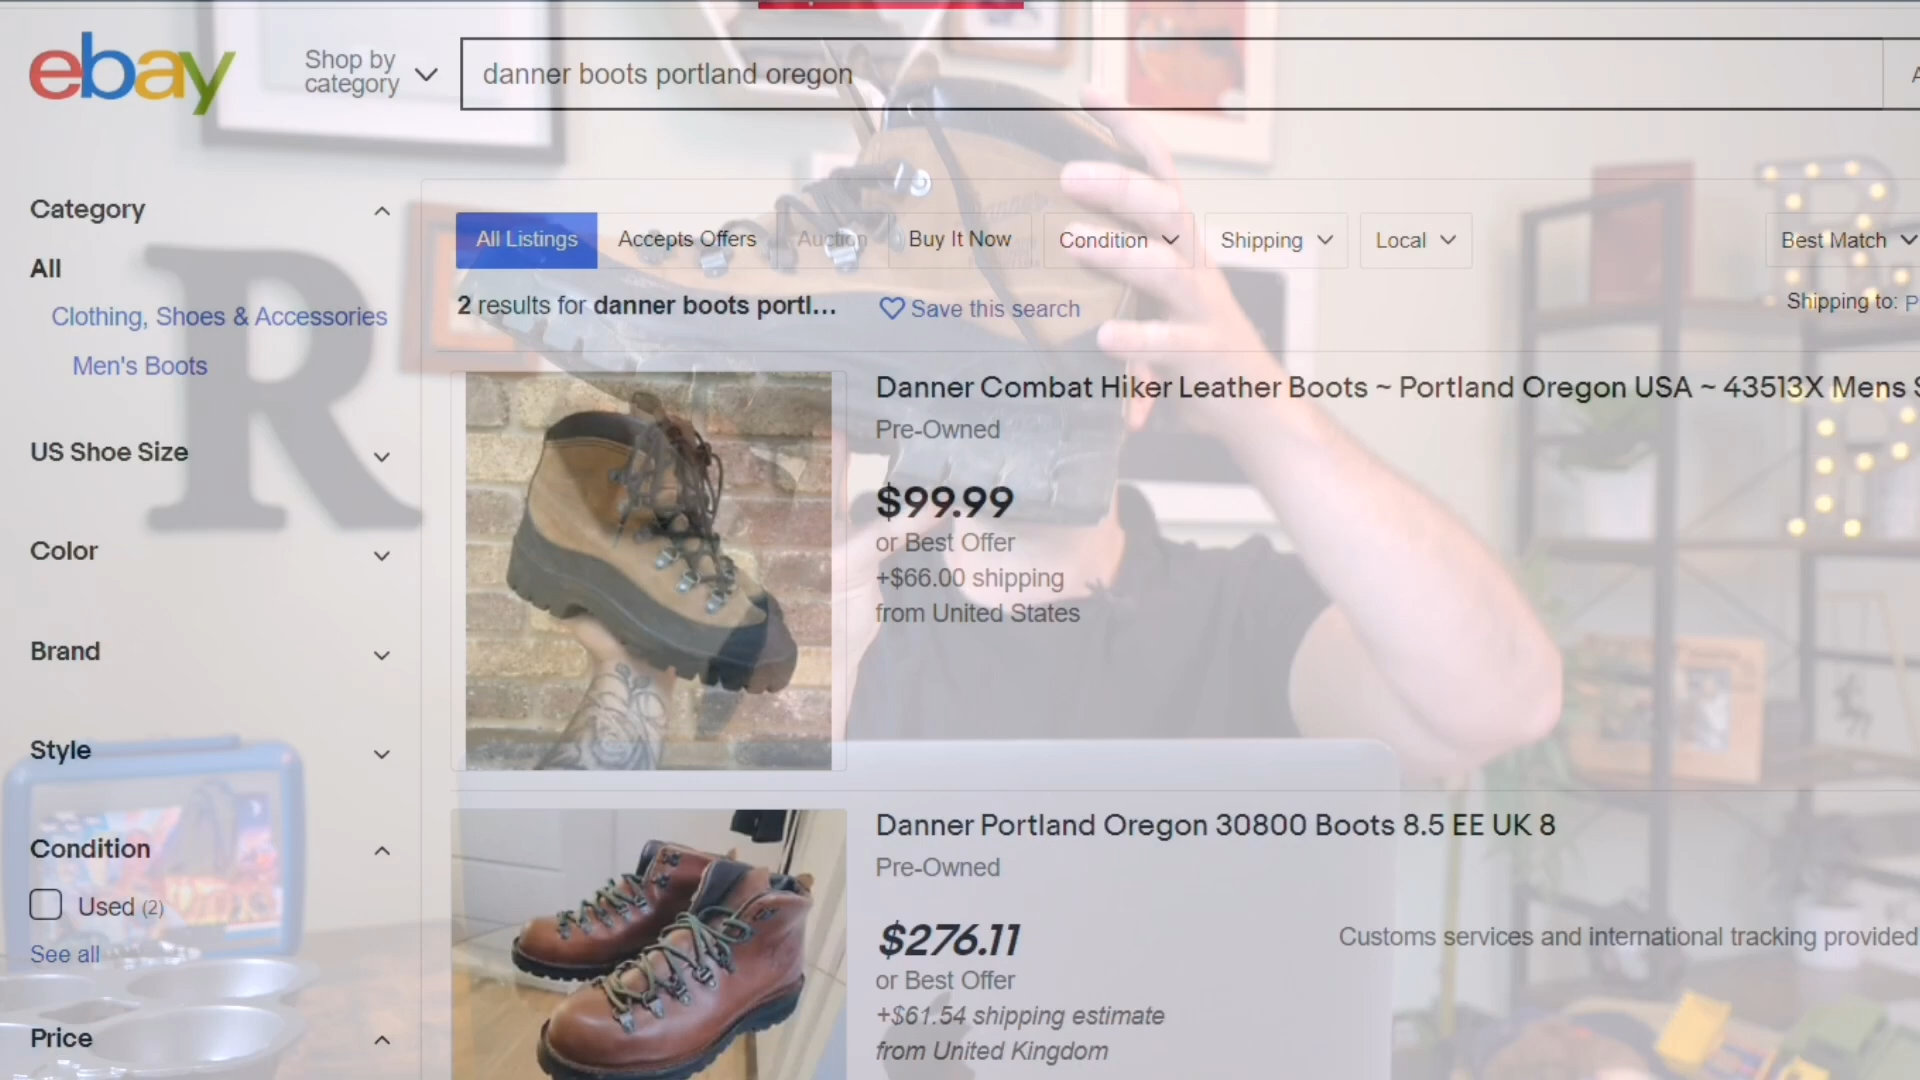 ebay
Shop by
category
danner boots portland oregon
Category
All
Clothing, Shoes & Accessories
Men's Boots
US Shoe Size
Color
Brand
Style
Condition
Used (2)
See all
Price
All Listings
Accepts Offers
Auction
Buy It Now
Condition
Shipping
Local
Best Match
2 results for danner boots portl...
Save this search
Shipping to: P
Danner Combat Hiker Leather Boots ~ Portland Oregon USA ~ 43513X Mens S
Pre-Owned
$99.99
or Best Offer
+$66.00 shipping
from United States
Danner Portland Oregon 30800 Boots 8.5 EE UK 8
Pre-Owned
$276.11
or Best Offer
+$61.54 shipping estimate
from United Kingdom
Customs services and international tracking provided
R
R
P